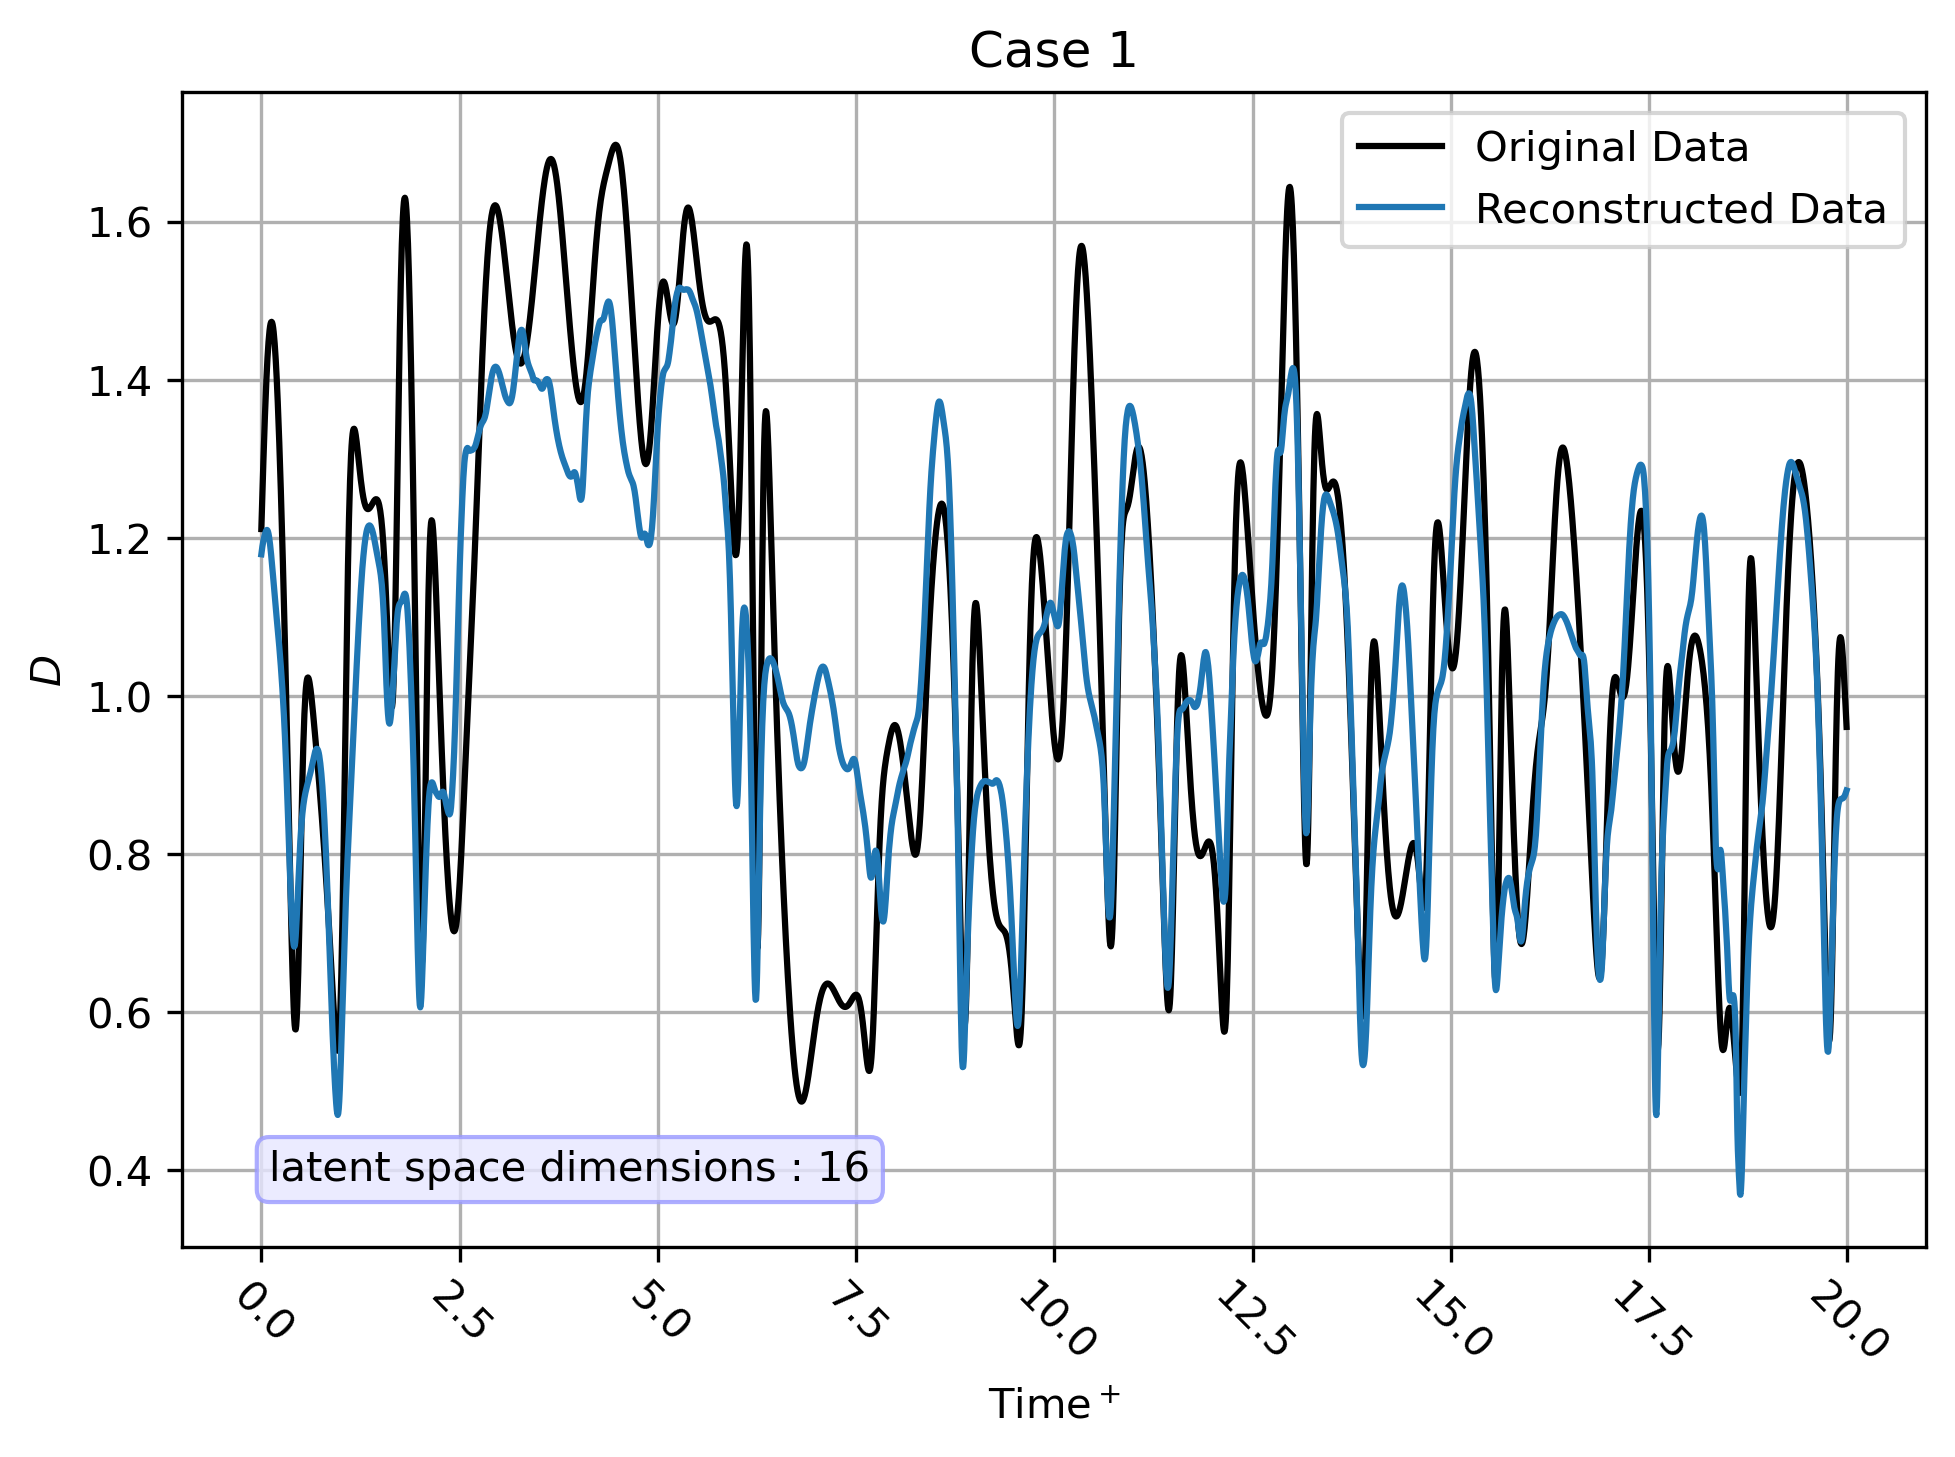 Case 1
Original Data
Reconstructed Data
D
1.6
1.4
1.2
1.0
0.8
0.6
0.4
latent space dimensions : 16
0.0 2.5 5.0 7.5 10.0 12.5 15.0 17.5 20.0
Time⁺